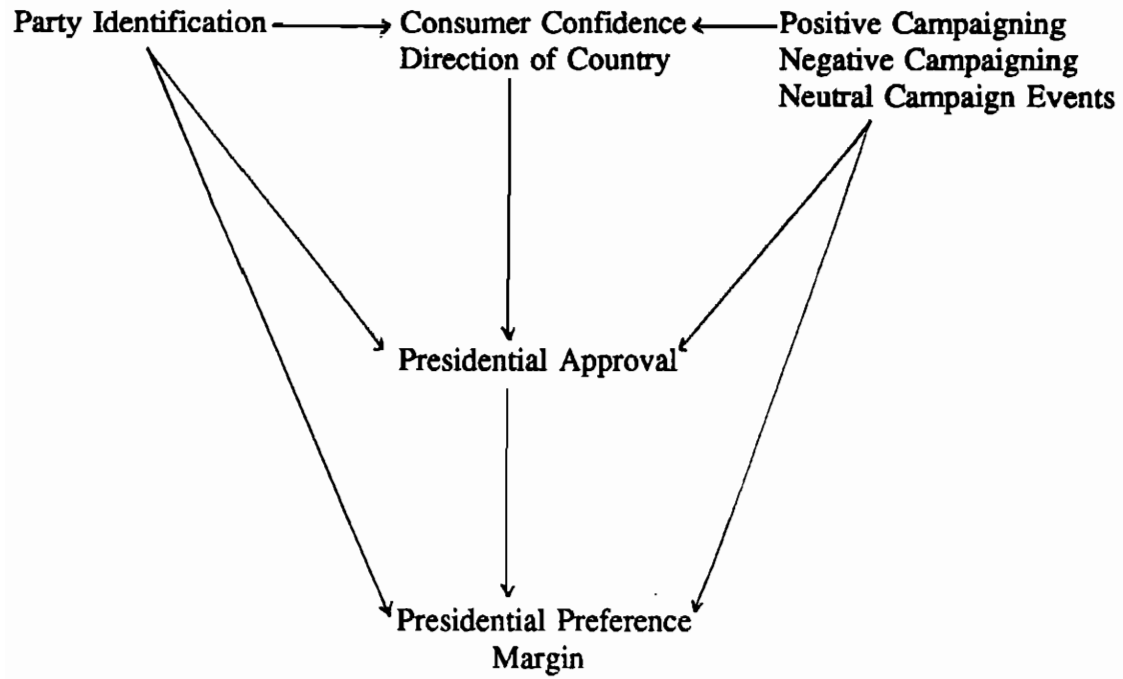 Party Identification
Consumer Confidence
Direction of Country
Positive Campaigning
Negative Campaigning
Neutral Campaign Events
Presidential Approval
Presidential Preference
Margin